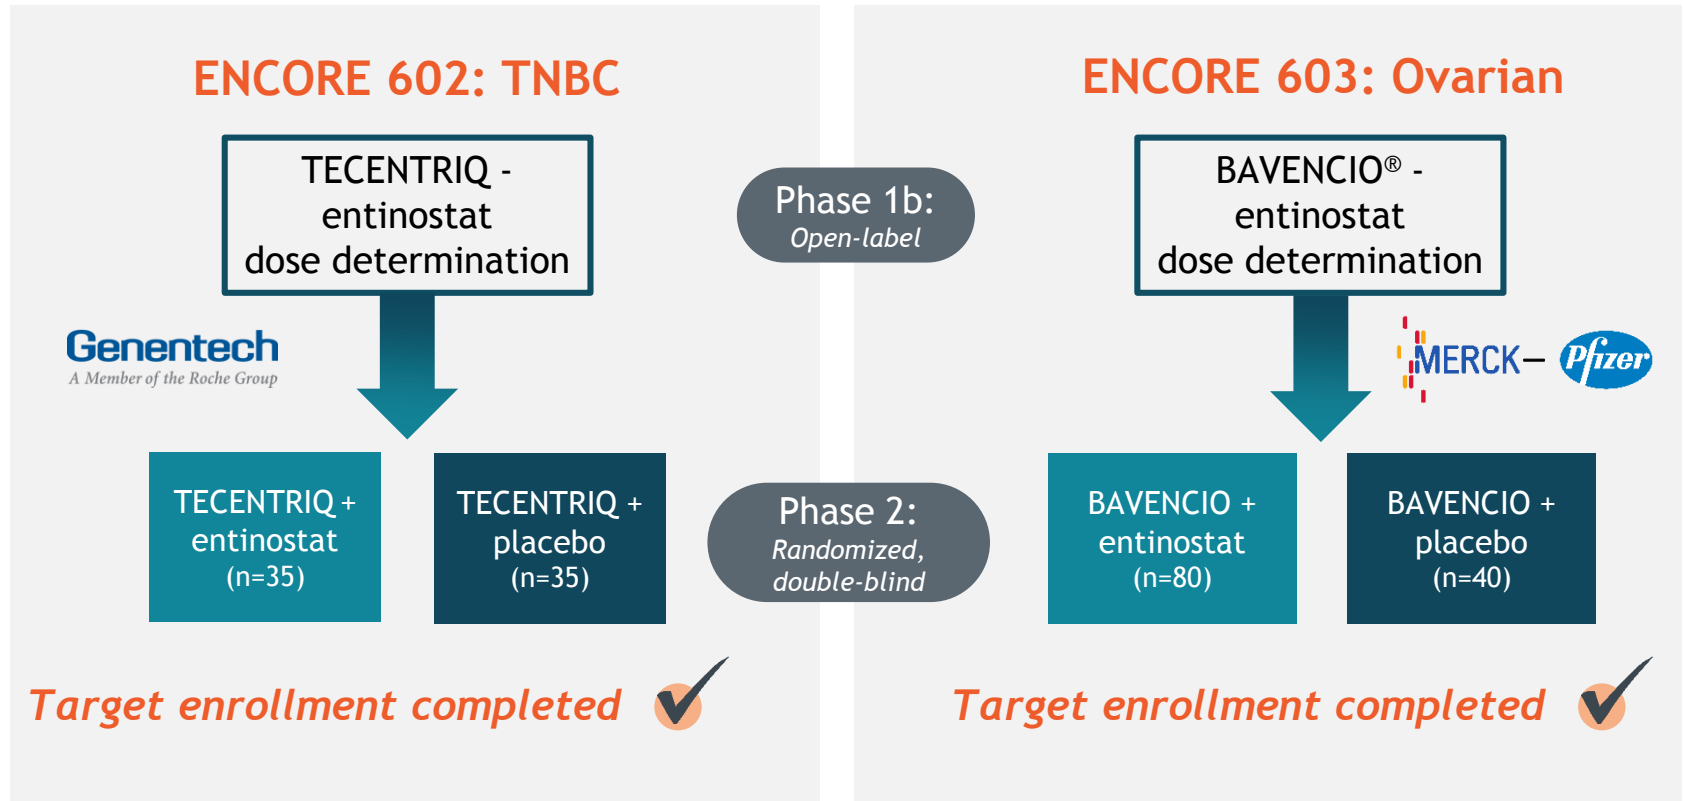 ENCORE 602: TNBC
TECENTRIQ -
entinostat
dose determination
Genentech
A Member of the Roche Group
TECENTRIQ +
entinostat
(n=35)
TECENTRIQ +
placebo
(n=35)
Target enrollment completed
Phase 1b:
Open-label
Phase 2:
Randomized,
double-blind
ENCORE 603: Ovarian
BAVENCIO® -
entinostat
dose determination
MERCK– Pfizer
BAVENCIO +
entinostat
(n=80)
BAVENCIO +
placebo
(n=40)
Target enrollment completed